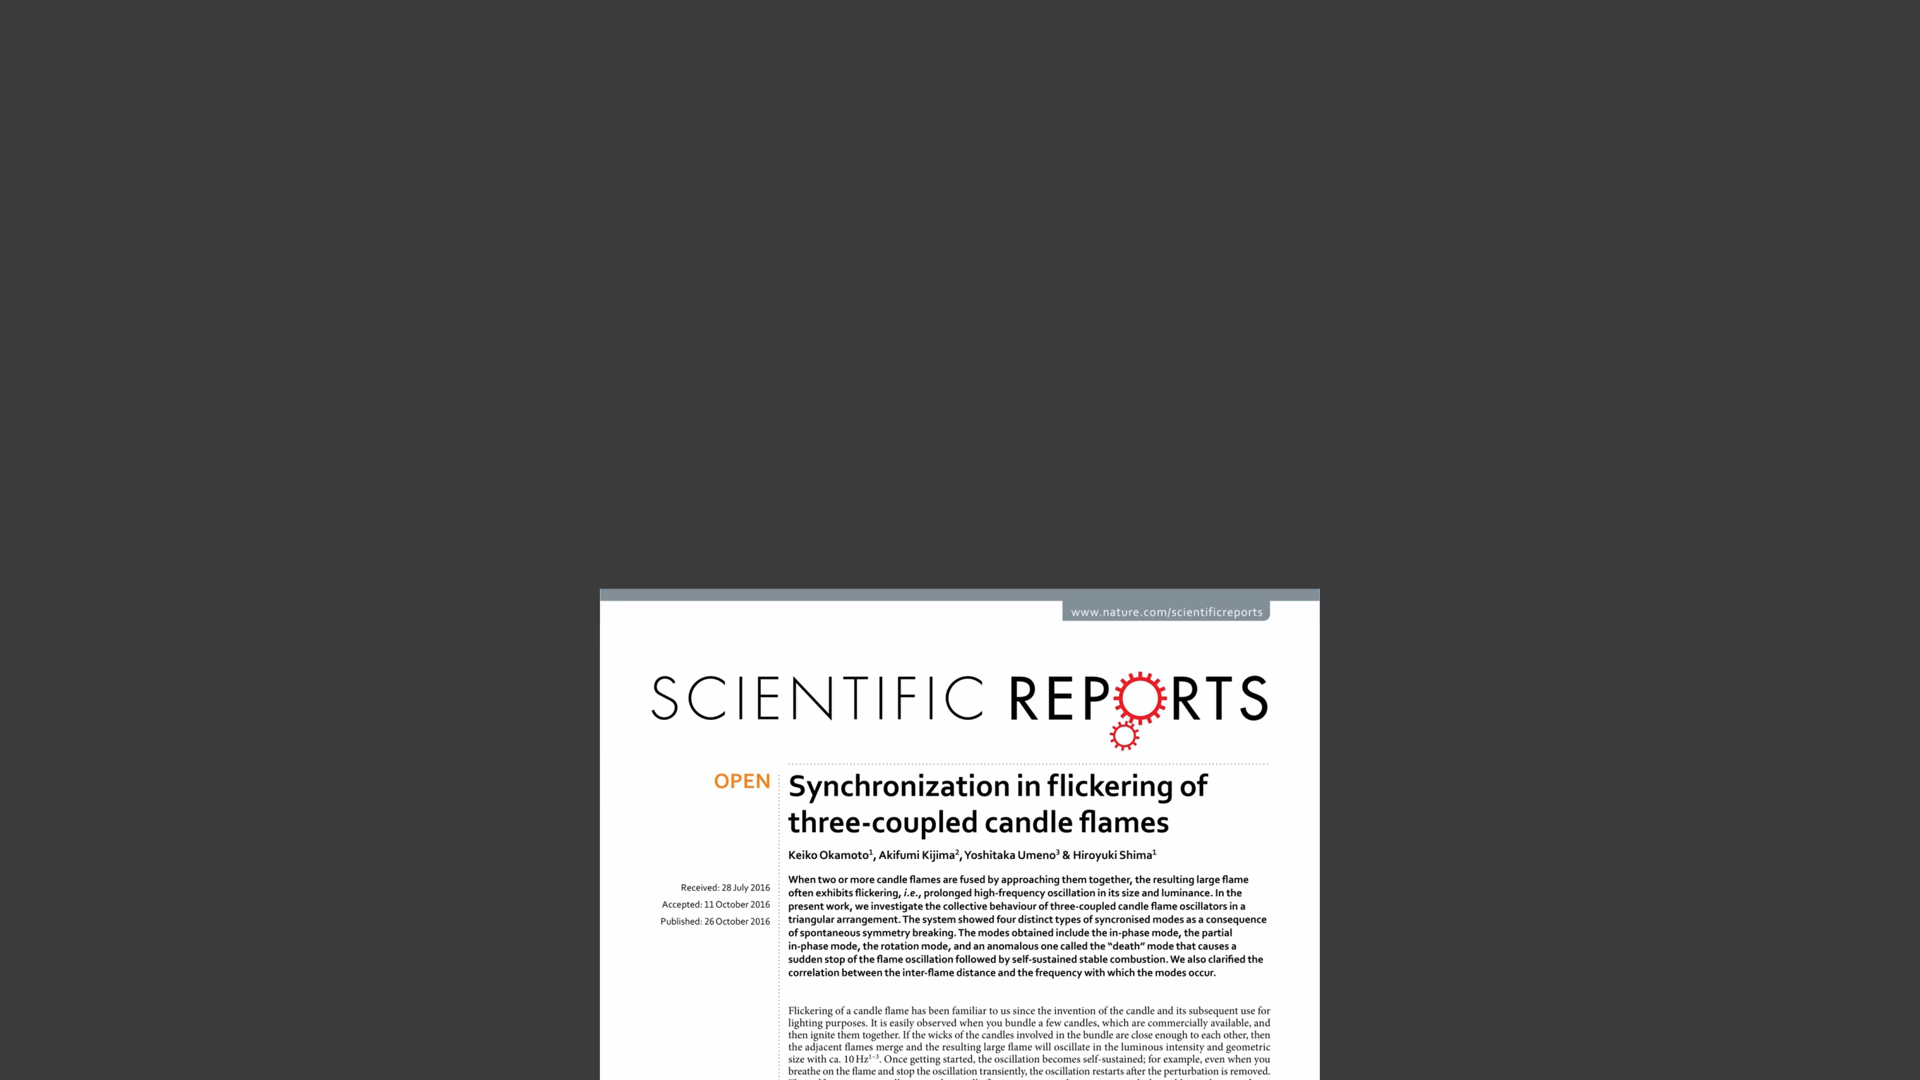 www.nature.com/scientificreports
SCIENTIFIC REPORTS
OPEN
Synchronization in flickering of
three-coupled candle flames
Keiko Okamoto1, Akifumi Kijima2, Yoshitaka Umeno3 & Hiroyuki Shima1
Received: 28 July 2016
Accepted: 11 October 2016
Published: 26 October 2016
When two or more candle flames are fused by approaching them together, the resulting large flame
often exhibits flickering, i.e., prolonged high-frequency oscillation in its size and luminance. In the
present work, we investigate the collective behaviour of three-coupled candle flame oscillators in a
triangular arrangement. The system showed four distinct types of syncronised modes as a consequence
of spontaneous symmetry breaking. The modes obtained include the in-phase mode, the partial
in-phase mode, the rotation mode, and an anomalous one called the “death” mode that causes a
sudden stop of the flame oscillation followed by self-sustained stable combustion. We also clarified the
correlation between the inter-flame distance and the frequency with which the modes occur.
Flickering of a candle flame has been familiar to us since the invention of the candle and its subsequent use for
lighting purposes. It is easily observed when you bundle a few candles, which are commercially available, and
then ignite them together. If the wicks of the candles involved in the bundle are close enough to each other, then
the adjacent flames merge and the resulting large flame will oscillate in the luminous intensity and geometric
size with ca. 10 Hz1–3. Once getting started, the oscillation becomes self-sustained; for example, even when you
breathe on the flame and stop the oscillation transiently, the oscillation restarts after the perturbation is removed.